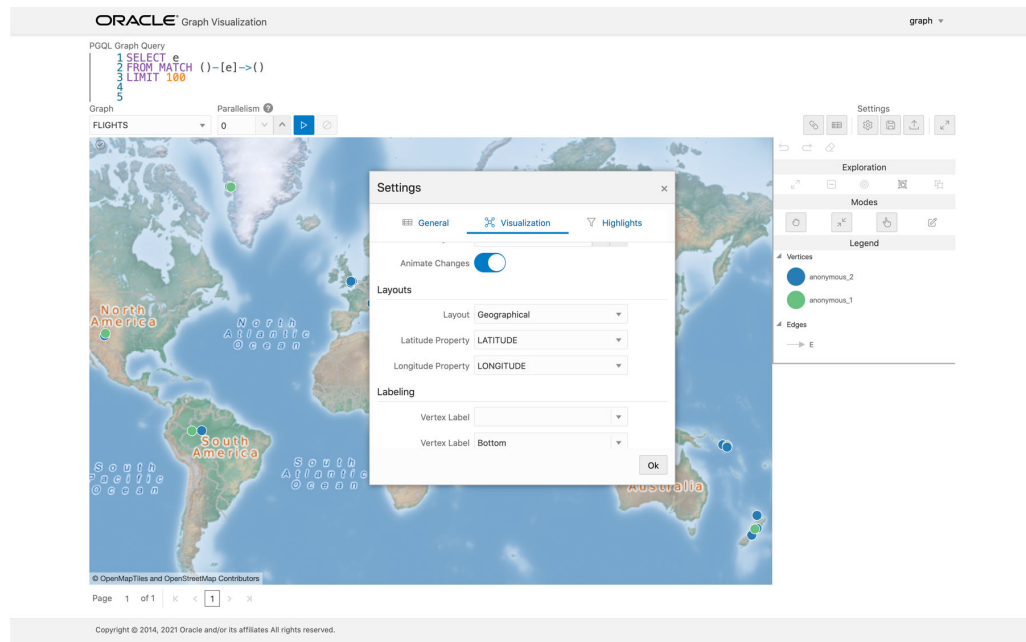 ORACLE® Graph Visualization
graph
PGQL Graph Query
1 SELECT e
2 FROM MATCH ()-[e]->()
3 LIMIT 100
4
5
Graph
Parallelism
Settings
FLIGHTS
0
Exploration
Modes
Legend
Vertices
anonymous_2
anonymous_1
Edges
E
Settings
General
Visualization
Highlights
Animate Changes
Layouts
Layout Geographical
Latitude Property LATITUDE
Longitude Property LONGITUDE
Labeling
Vertex Label
Vertex Label Bottom
Ok
North
America
North
Atlantic
Ocean
South
America
South
Pacific
Ocean
South
Atlantic
Ocean
Australia
© OpenMapTiles and OpenStreetMap Contributors
Page 1 of 1 K < 1 > X
Copyright © 2014, 2021 Oracle and/or its affiliates All rights reserved.